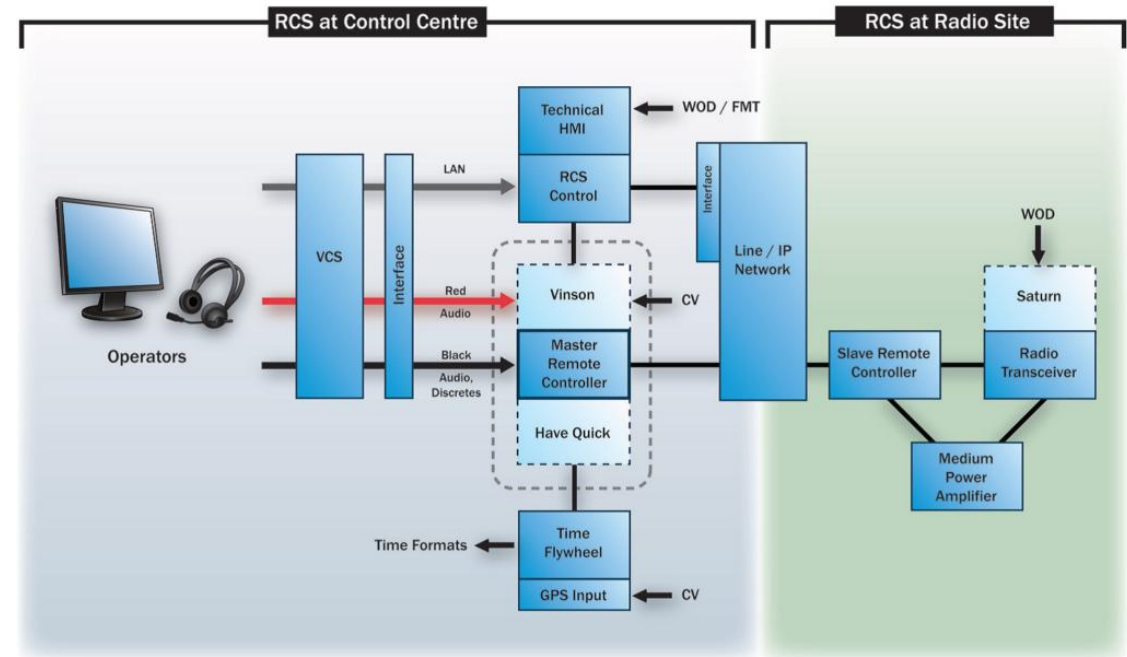 RCS at Control Centre
RCS at Radio Site
Technical
HMI
WOD / FMT
RCS
Control
LAN
VCS
Interface
Interface
Line / IP
Network
Red
Audio
Vinson
CV
Black
Audio,
Discretes
Master
Remote
Controller
Have Quick
Operators
Time Formats
Time
Flywheel
GPS Input
CV
WOD
Saturn
Slave Remote
Controller
Radio
Transceiver
Medium
Power
Amplifier